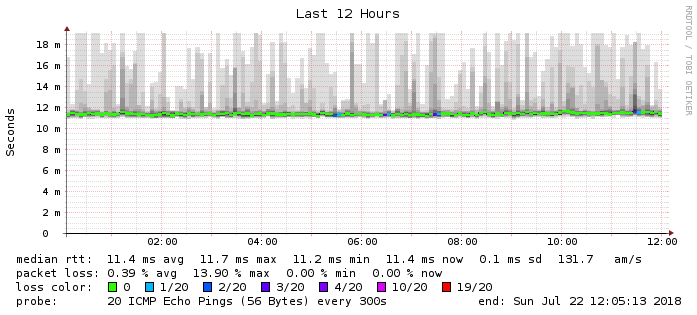 Last 12 Hours
RRDTOOL / TOBI OETIKER
Seconds
18 m
16 m
14 m
12 m
10 m
8 m
6 m
4 m
2 m
0
02:00 04:00 06:00 08:00 10:00 12:00
median rtt: 11.4 ms avg 11.7 ms max 11.2 ms min 11.4 ms now 0.1 ms sd 131.7 am/s
packet loss: 0.39 % avg 13.90 % max 0.00 % min 0.00 % now
loss color: 0 1/20 2/20 3/20 4/20 10/20 19/20
probe: 20 ICMP Echo Pings (56 Bytes) every 300s end: Sun Jul 22 12:05:13 2018